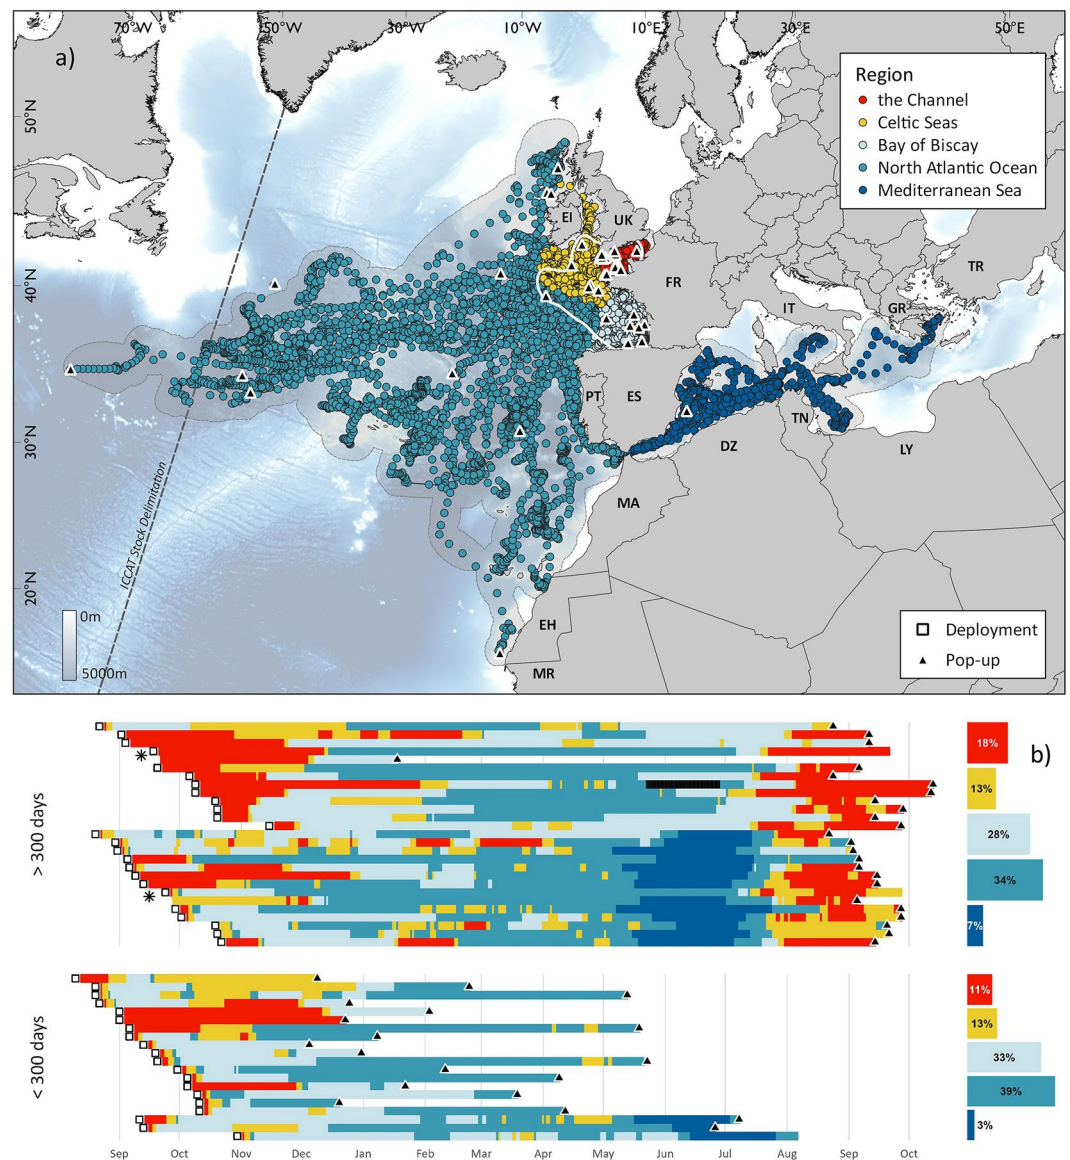 70°W 50°W 30°W 10°W 10°E 30°E 50°E
a)
50°N
40°N
30°N
20°N
Region
the Channel
Celtic Seas
Bay of Biscay
North Atlantic Ocean
Mediterranean Sea
EI
UK
FR
IT
GR
TR
PT
ES
TN
DZ
LY
MA
EH
MR
ICCAT Stock Delimitation
0m
5000m
Deployment
Pop-up
b)
> 300 days
*
*
18%
13%
28%
34%
7%
< 300 days
11%
13%
33%
39%
3%
Sep Oct Nov Dec Jan Feb Mar Apr May Jun Jul Aug Sep Oct